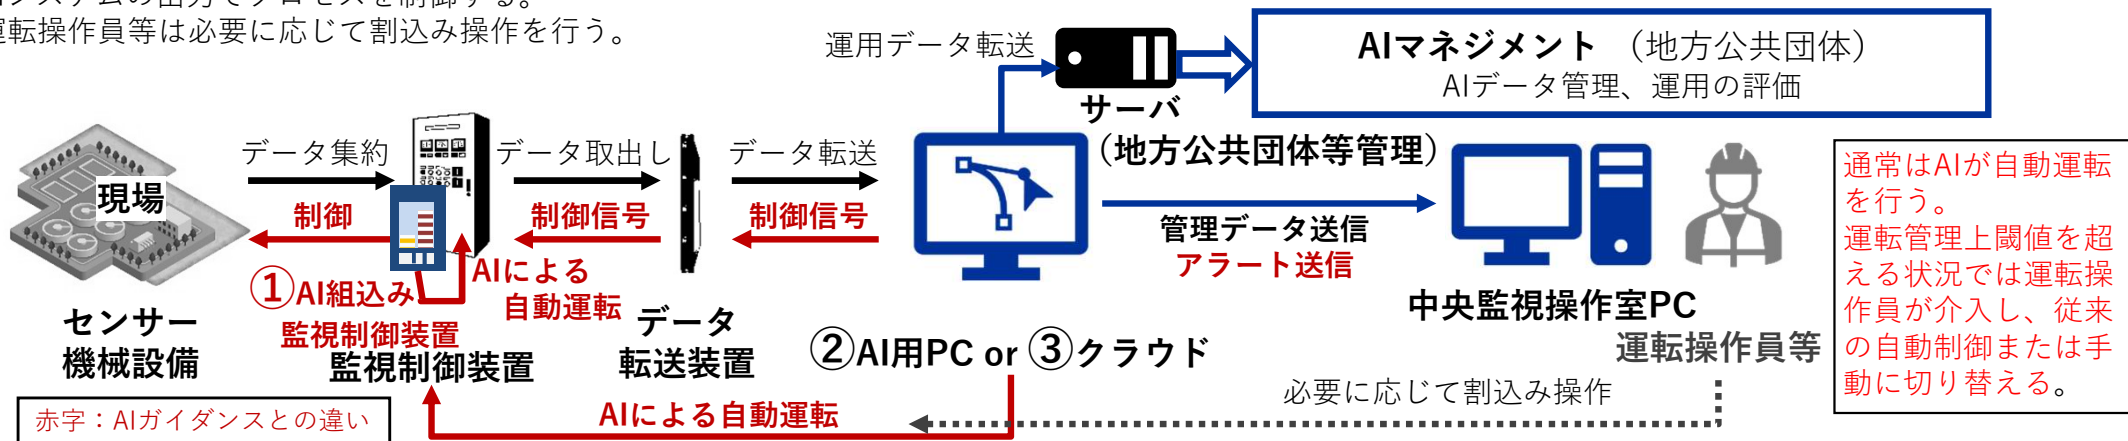 システムの出力でプロセスを制御する。
運転操作員等は必要に応じて割込み操作を行う。
運用データ転送
AIマネジメント （地方公共団体）
AIデータ管理、運用の評価
サーバ
（地方公共団体等管理）
データ集約
データ取出し
データ転送
現場
制御
制御信号
制御信号
管理データ送信
アラート送信
通常はAIが自動運転
を行う。
運転管理上閾値を超
える状況では運転操
作員が介入し、従来
の自動制御または手
動に切り替える。
①AI組込み
監視制御装置
AIによる
自動運転
センサー
機械設備
監視制御装置
データ
転送装置
②AI用PC or ③クラウド
中央監視操作室PC
運転操作員等
必要に応じて割込み操作
AIによる自動運転
赤字：AIガイダンスとの違い